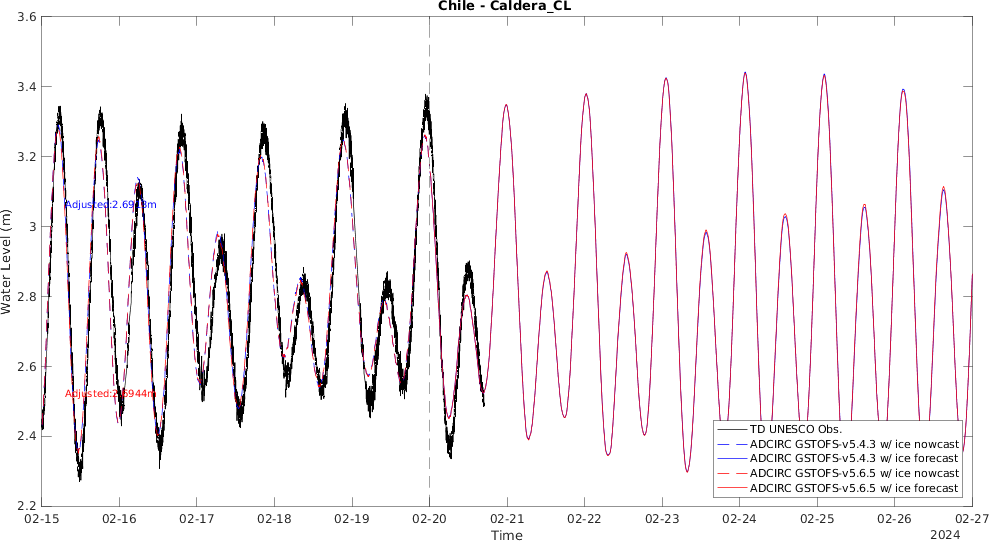 Chile - Caldera_CL
Water Level (m)
3.6
3.4
3.2
3
2.8
2.6
2.4
2.2
Adjusted:2.6913m
Adjusted:2.6944m
TD UNESCO Obs.
ADCIRC GSTOFS-v5.4.3 w/ ice nowcast
ADCIRC GSTOFS-v5.4.3 w/ ice forecast
ADCIRC GSTOFS-v5.6.5 w/ ice nowcast
ADCIRC GSTOFS-v5.6.5 w/ ice forecast
02-15 02-16 02-17 02-18 02-19 02-20 02-21 02-22 02-23 02-24 02-25 02-26 02-27
Time
2024